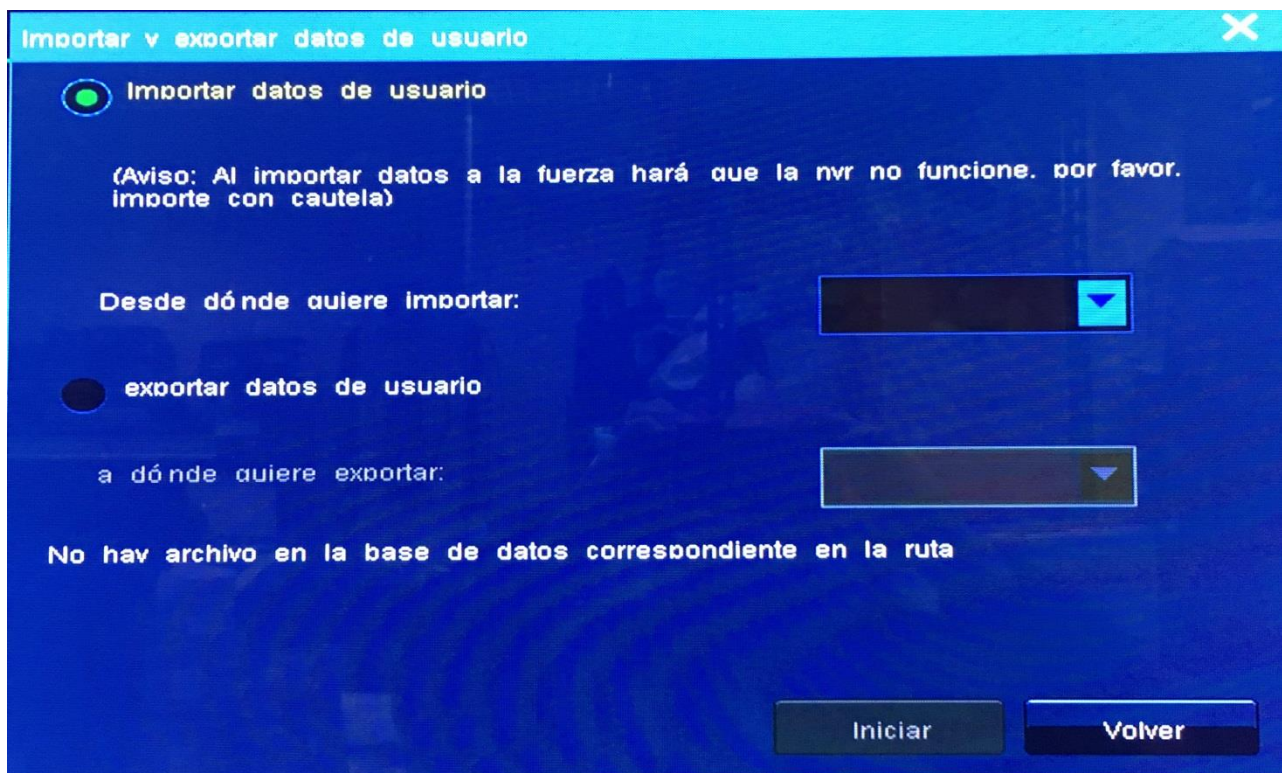 Importar y exportar datos de usuario
Importar datos de usuario
(Aviso: Al importar datos a la fuerza hará que la nvr no funcione. por favor.
importe con cautela)
Desde dónde quiere importar:
exportar datos de usuario
a dónde quiere exportar:
No hay archivo en la base de datos correspondiente en la ruta
Iniciar
Volver